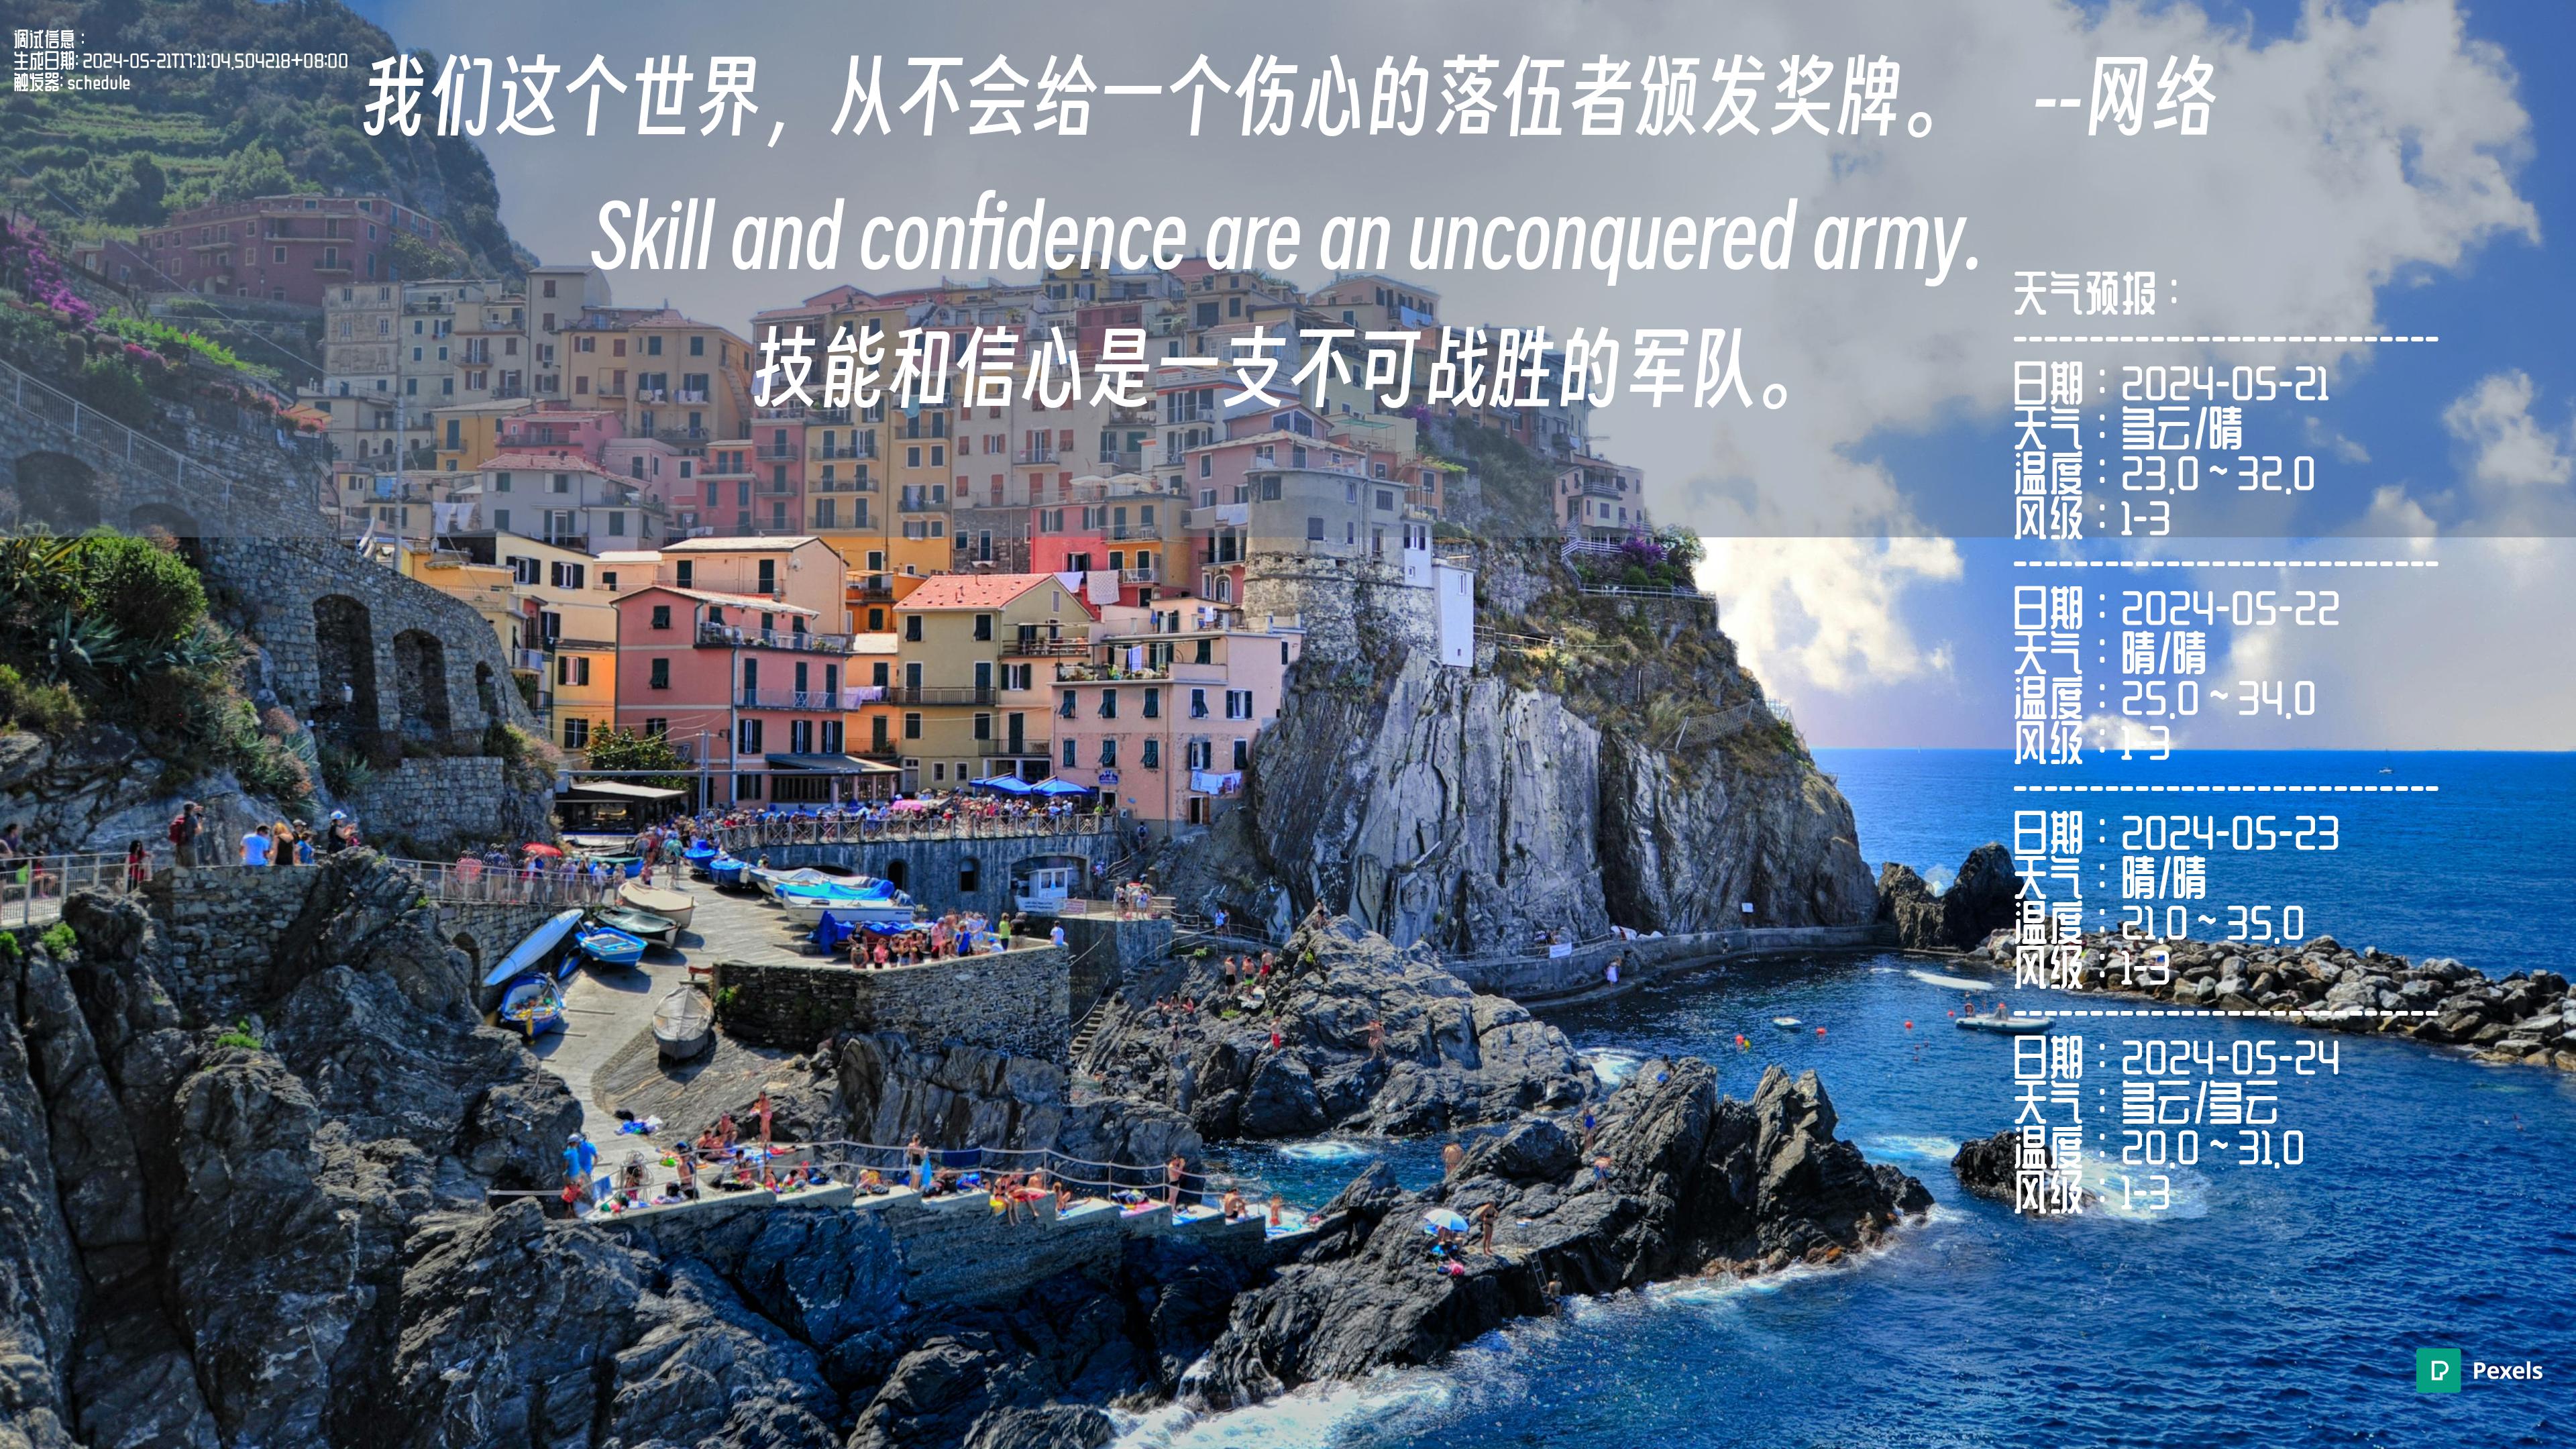 调试信息：
生成日期: 2024-05-21T17:11:04.504218+08:00
触发器: schedule
我们这个世界，从不会给一个伤心的落伍者颁发奖牌。 --网络
Skill and confidence are an unconquered army.
技能和信心是一支不可战胜的军队。
天气预报：
----------------------------
日期：2024-05-21
天气：多云/晴
温度：23.0 ~ 32.0
风级：1-3
----------------------------
日期：2024-05-22
天气：晴/晴
温度：25.0 ~ 34.0
风级：1-3
----------------------------
日期：2024-05-23
天气：晴/晴
温度：21.0 ~ 35.0
风级：1-3
----------------------------
日期：2024-05-24
天气：多云/多云
温度：20.0 ~ 31.0
风级：1-3
Pexels